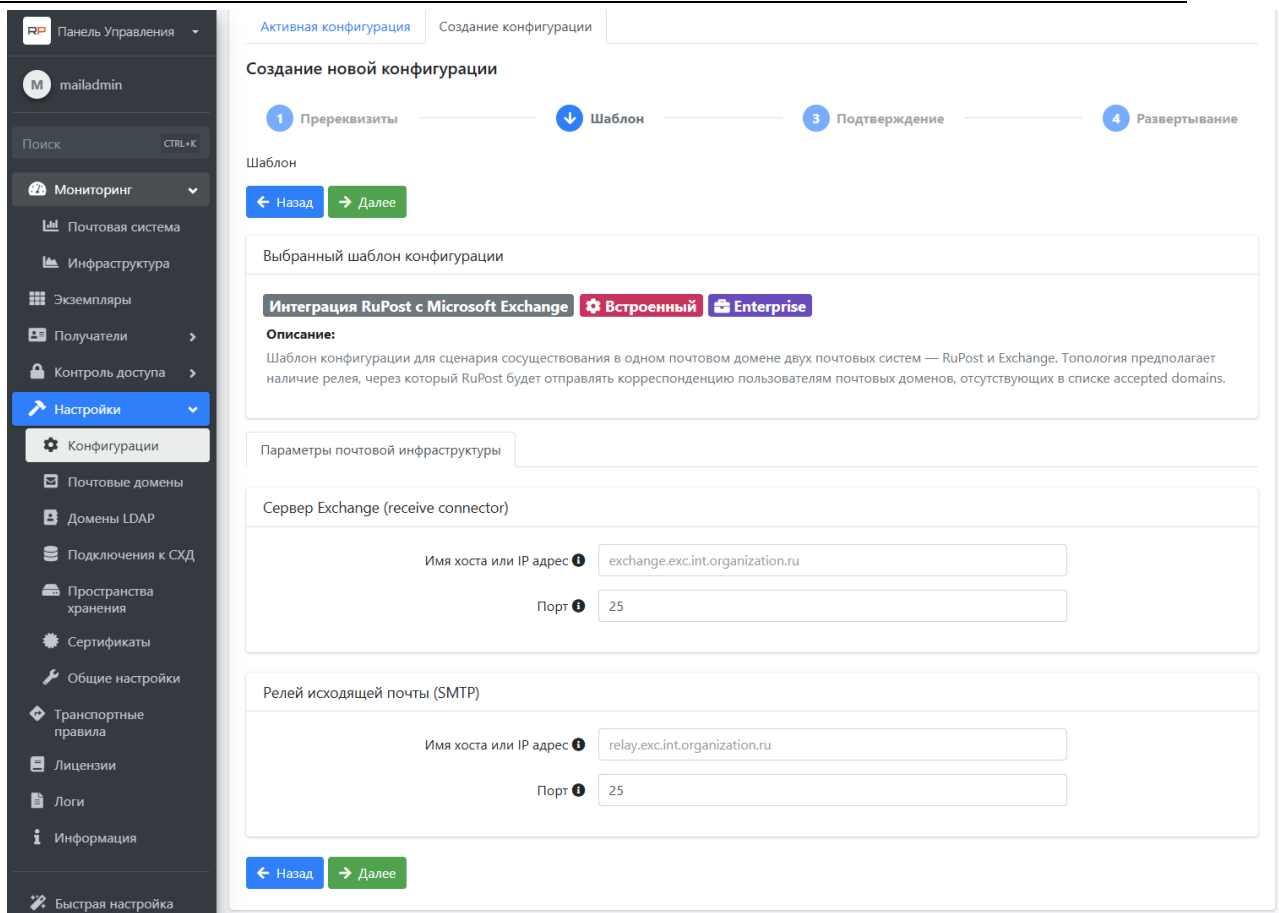 RP Панель Управления
M mailadmin
Поиск CTRL+K
Мониторинг
Почтовая система
Инфраструктура
Экземпляры
Получатели
Контроль доступа
Настройки
Конфигурации
Почтовые домены
Домены LDAP
Подключения к СХД
Пространства
хранения
Сертификаты
Общие настройки
Транспортные
правила
Лицензии
Логи
Информация
Быстрая настройка
Активная конфигурация Создание конфигурации
Создание новой конфигурации
1 Пререквизиты Шаблон 3 Подтверждение 4 Развертывание
Шаблон
Назад Далее
Выбранный шаблон конфигурации
Интеграция RuPost с Microsoft Exchange Встроенный Enterprise
Описание:
Шаблон конфигурации для сценария сосуществования в одном почтовом домене двух почтовых систем — RuPost и Exchange. Топология предполагает
наличие релея, через который RuPost будет отправлять корреспонденцию пользователям почтовых доменов, отсутствующих в списке accepted domains.
Параметры почтовой инфраструктуры
Сервер Exchange (receive connector)
Имя хоста или IP адрес exchange.exc.int.organization.ru
Порт 25
Релей исходящей почты (SMTP)
Имя хоста или IP адрес relay.exc.int.organization.ru
Порт 25
Назад Далее